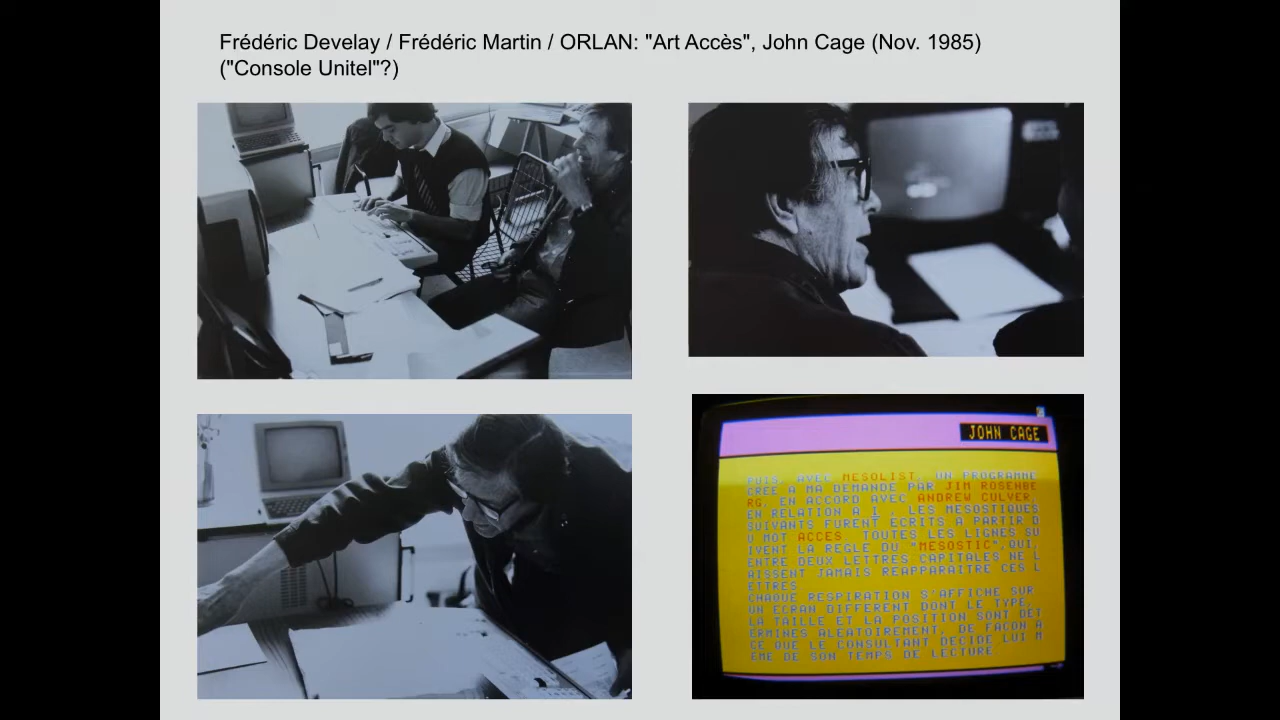 Frédéric Develay / Frédéric Martin / ORLAN: "Art Accès", John Cage (Nov. 1985)
("Console Unitel"?)
JOHN CAGE
PUIS, AVEC MESOLIST, UN PROGRAMME
CREE A MA DEMANDE PAR JIM ROSENBE
RG, EN ACCORD AVEC ANDREW CULVER,
EN RELATION A 1 , LES MESOSTIQUES
SUIVANTS FURENT ECRITS A PARTIR D
U MOT ACCES TOUTES LES LIGNES SU
IVENT LA REGLE DU "MESOSTIC",QUI,
ENTRE DEUX LETTRES CAPITALES NE L
AISSENT JAMAIS REAPPARAITRE CES L
ETTRES
CHAQUE RESPIRATION S'AFFICHE SUR
UN ECRAN DIFFERENT DONT LE TYPE,
LA TAILLE ET LA POSITION SONT DET
ERMINES ALEATOIREMENT, DE FACON A
CE QUE LE CONSULTANT DECIDE LUI M
EME DE SON TEMPS DE LECTURE